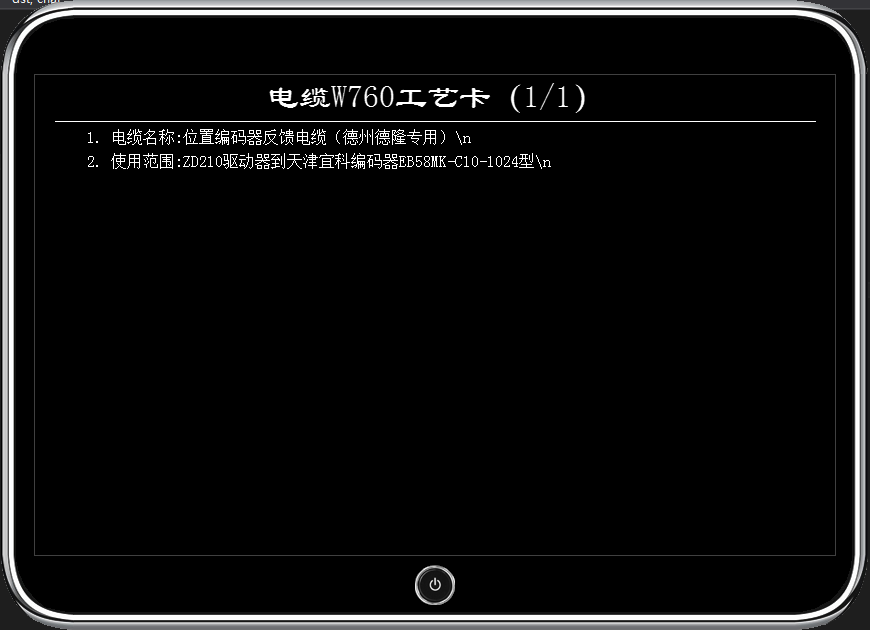 电缆W760工艺卡 (1/1)
1. 电缆名称:位置编码器反馈电缆（德州德隆专用）\n
2. 使用范围:ZD210驱动器到天津宜科编码器EB58MK-C10-1024型\n